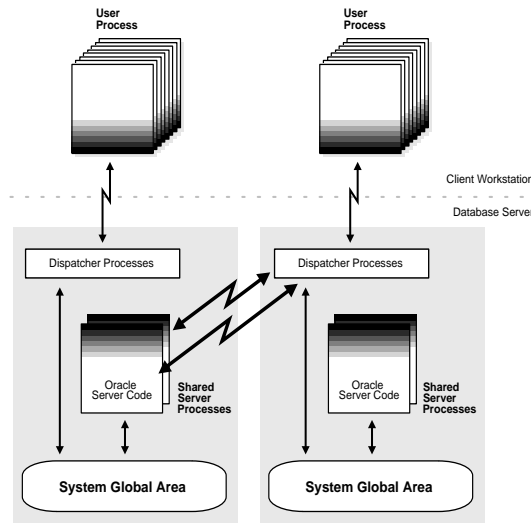 User
Process
User
Process
Client Workstation
Database Server
Dispatcher Processes
Dispatcher Processes
Oracle
Server Code
Shared
Server
Processes
Oracle
Server Code
Shared
Server
Processes
System Global Area
System Global Area